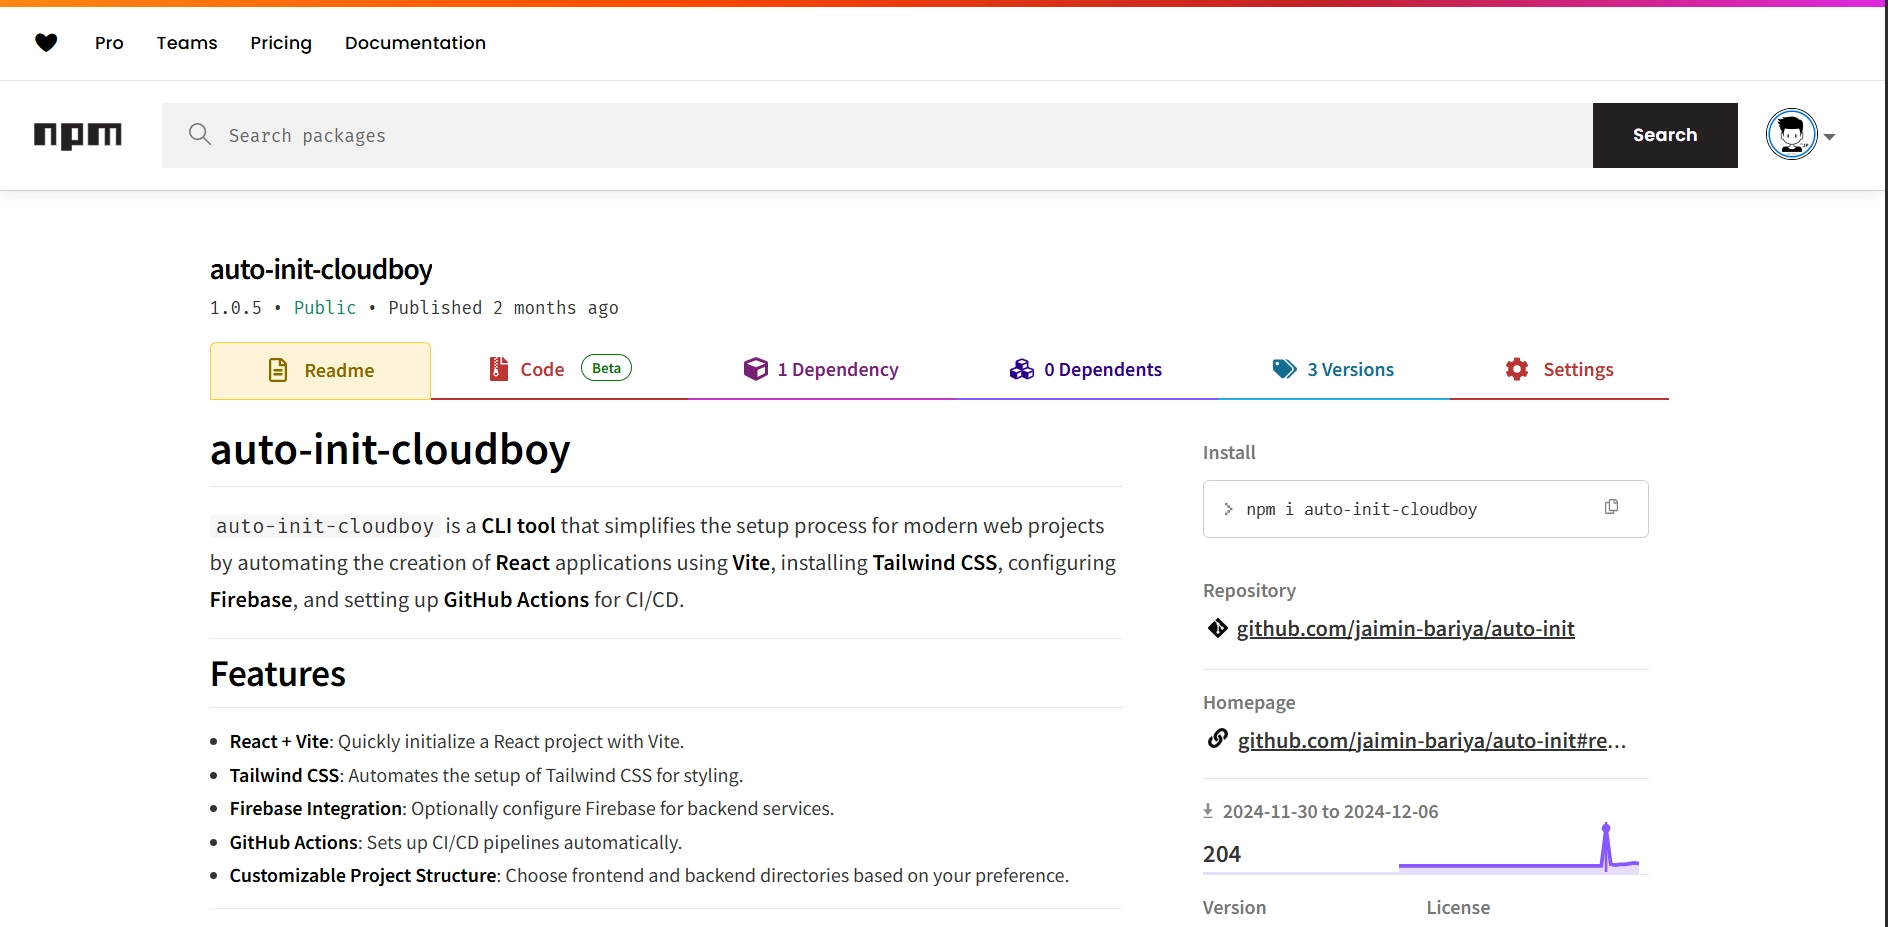 Pro Teams Pricing Documentation
npm
Search packages
Search
auto-init-cloudboy
1.0.5 • Public • Published 2 months ago
Readme
Code Beta
1 Dependency
0 Dependents
3 Versions
Settings
auto-init-cloudboy
auto-init-cloudboy is a CLI tool that simplifies the setup process for modern web projects
by automating the creation of React applications using Vite, installing Tailwind CSS, configuring
Firebase, and setting up GitHub Actions for CI/CD.
Features
• React + Vite: Quickly initialize a React project with Vite.
• Tailwind CSS: Automates the setup of Tailwind CSS for styling.
• Firebase Integration: Optionally configure Firebase for backend services.
• GitHub Actions: Sets up CI/CD pipelines automatically.
• Customizable Project Structure: Choose frontend and backend directories based on your preference.
Install
> npm i auto-init-cloudboy
Repository
github.com/jaimin-bariya/auto-init
Homepage
github.com/jaimin-bariya/auto-init#re...
2024-11-30 to 2024-12-06
204
Version
License